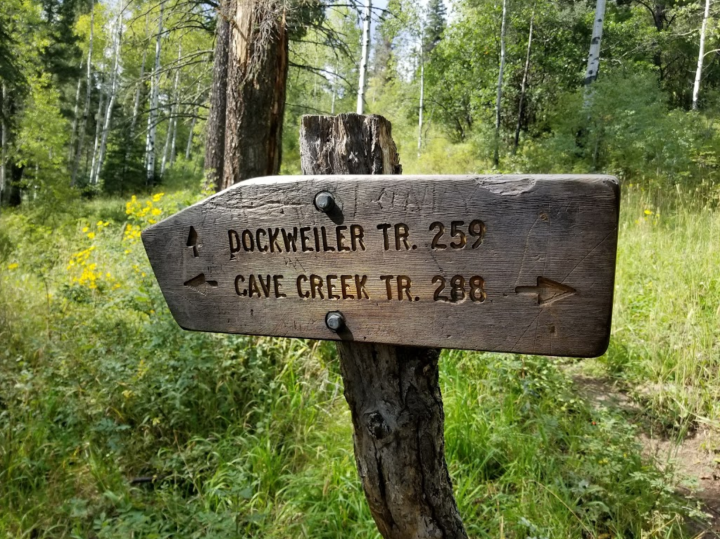 DOCKWEILER TR. 259
CAVE CREEK TR. 288